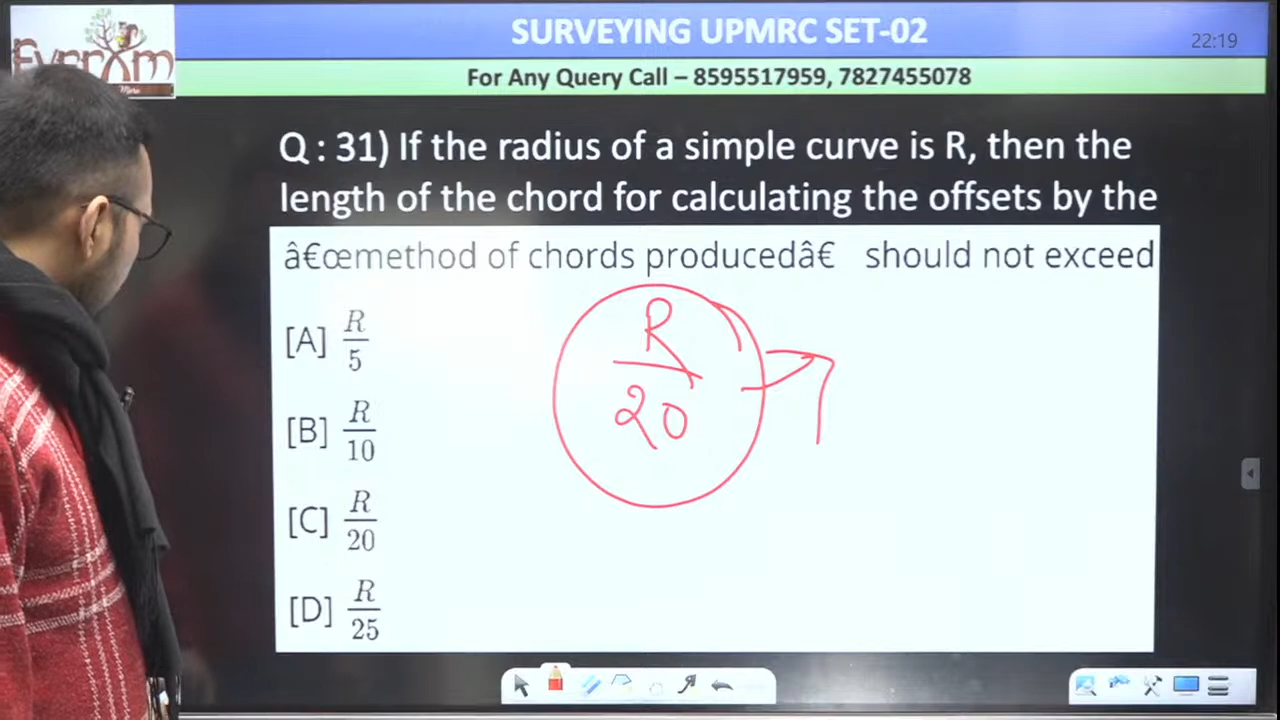 SURVEYING UPMRC SET-02
22:19
Everexam
More
For Any Query Call – 8595517959, 7827455078
Q : 31) If the radius of a simple curve is R, then the
length of the chord for calculating the offsets by the
â€œmethod of chords producedâ€ should not exceed
[A] R/5
[B] R/10
[C] R/20
[D] R/25
R/20